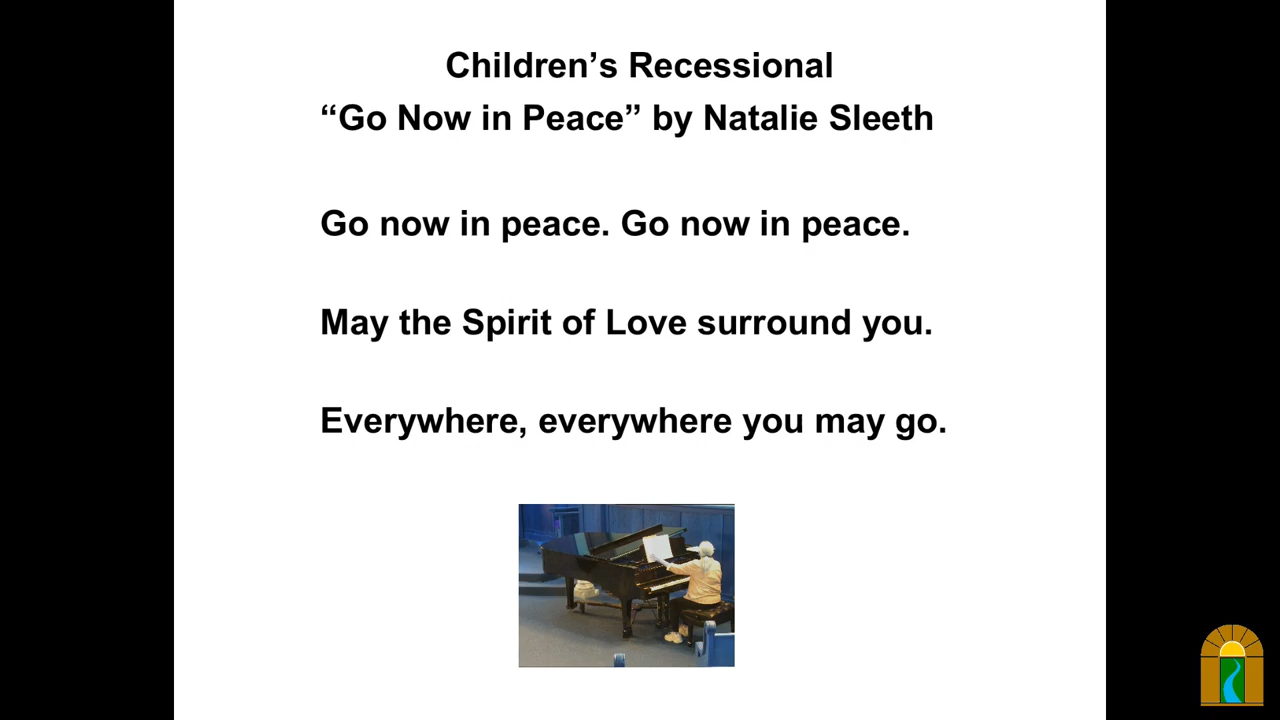 Children’s Recessional
“Go Now in Peace” by Natalie Sleeth
Go now in peace. Go now in peace.
May the Spirit of Love surround you.
Everywhere, everywhere you may go.